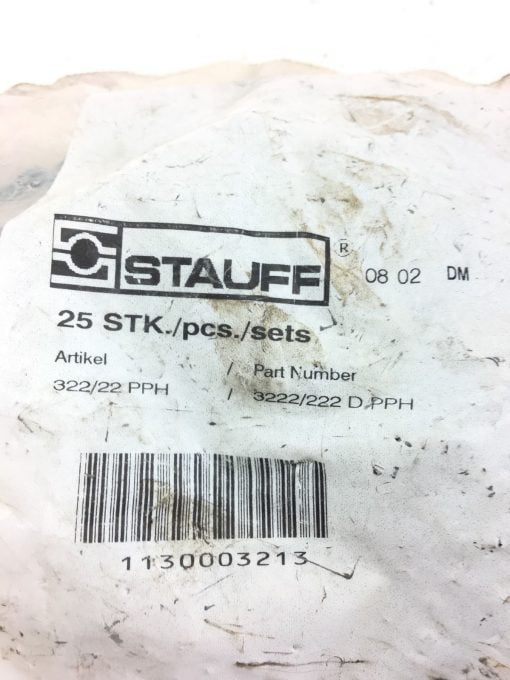 STAUFF ® 08 02 DM
25 STK./pcs./sets
Artikel / Part Number
322/22 PPH / 3222/222 D PPH
1130003213